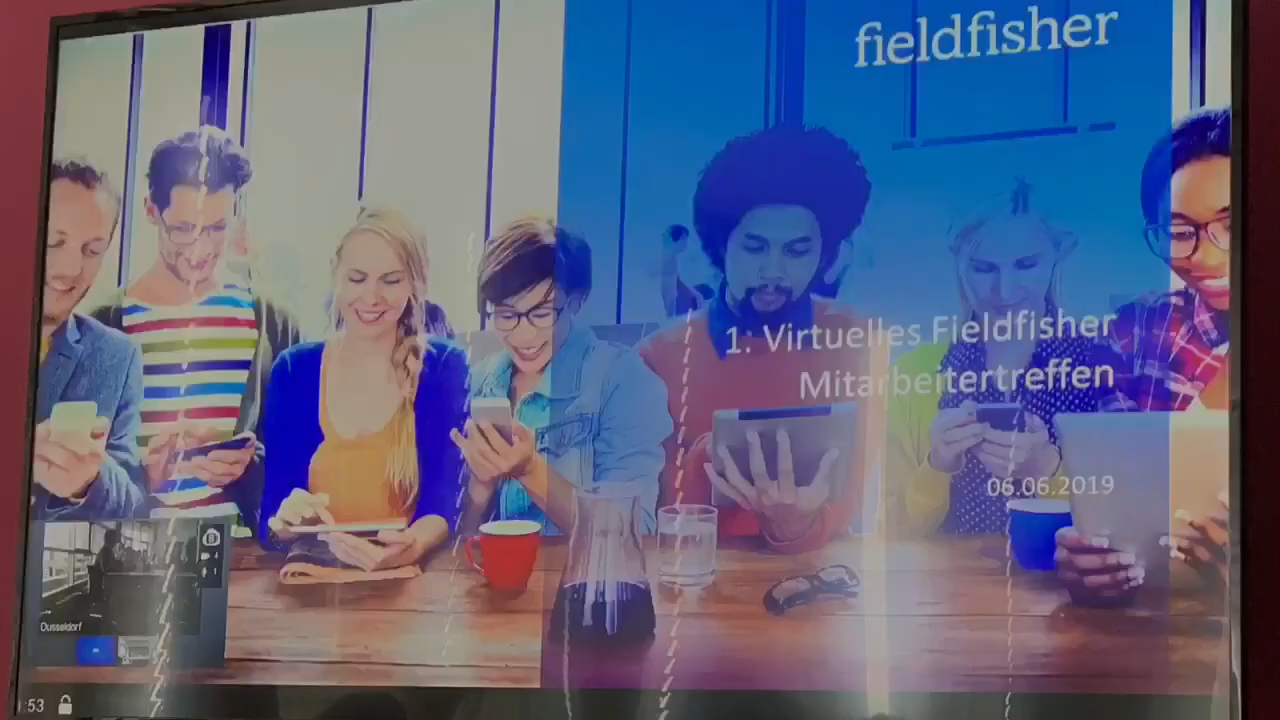 fieldfisher
1. Virtuelles Fieldfisher
Mitarbeitertreffen
06.06.2019
Dusseldorf
:53